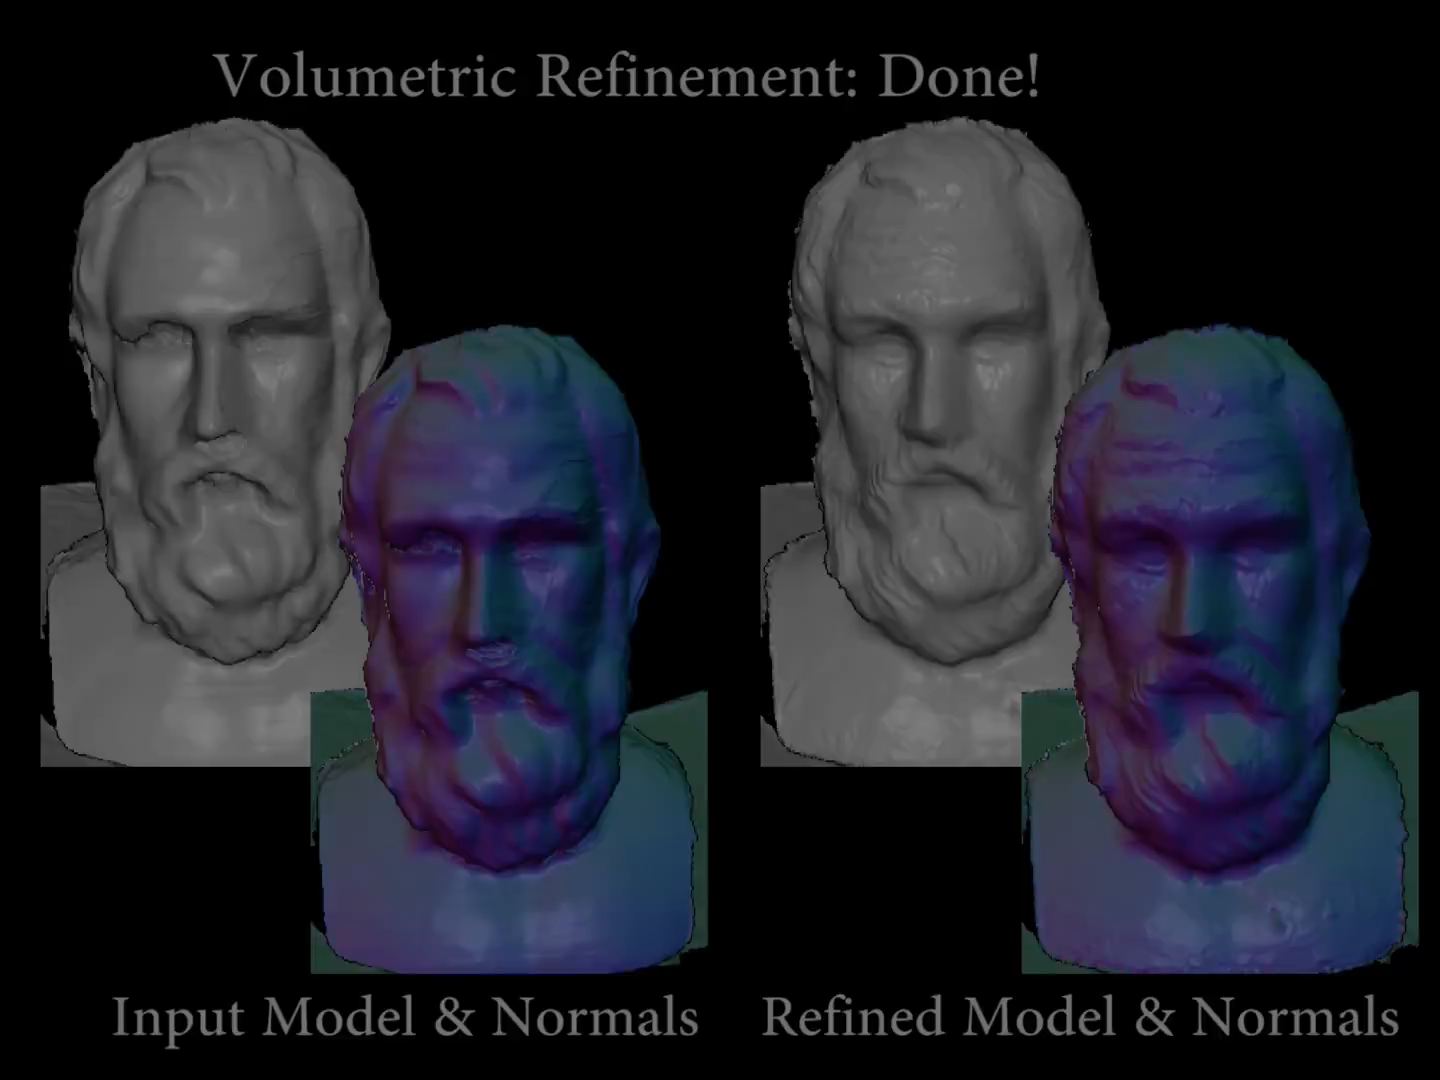 Volumetric Refinement: Done!
Input Model & Normals
Refined Model & Normals